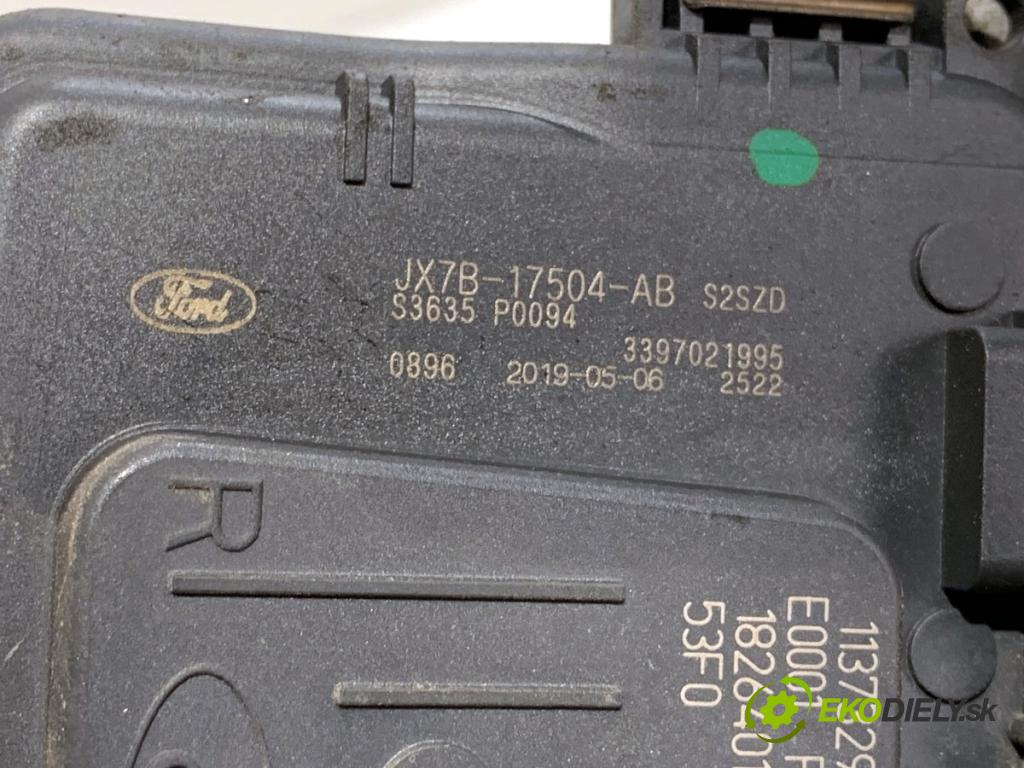 Ford
JX7B-17504-AB S2SZD
S3635 P0094
3397021995
0896 2019-05-06 2522
R
53F0
EKODIELY.sk